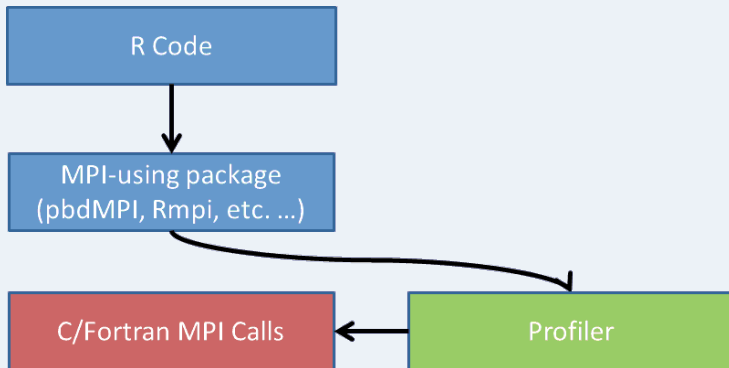 R Code
MPI-using package
(pbdMPI, Rmpi, etc. ...)
C/Fortran MPI Calls
Profiler